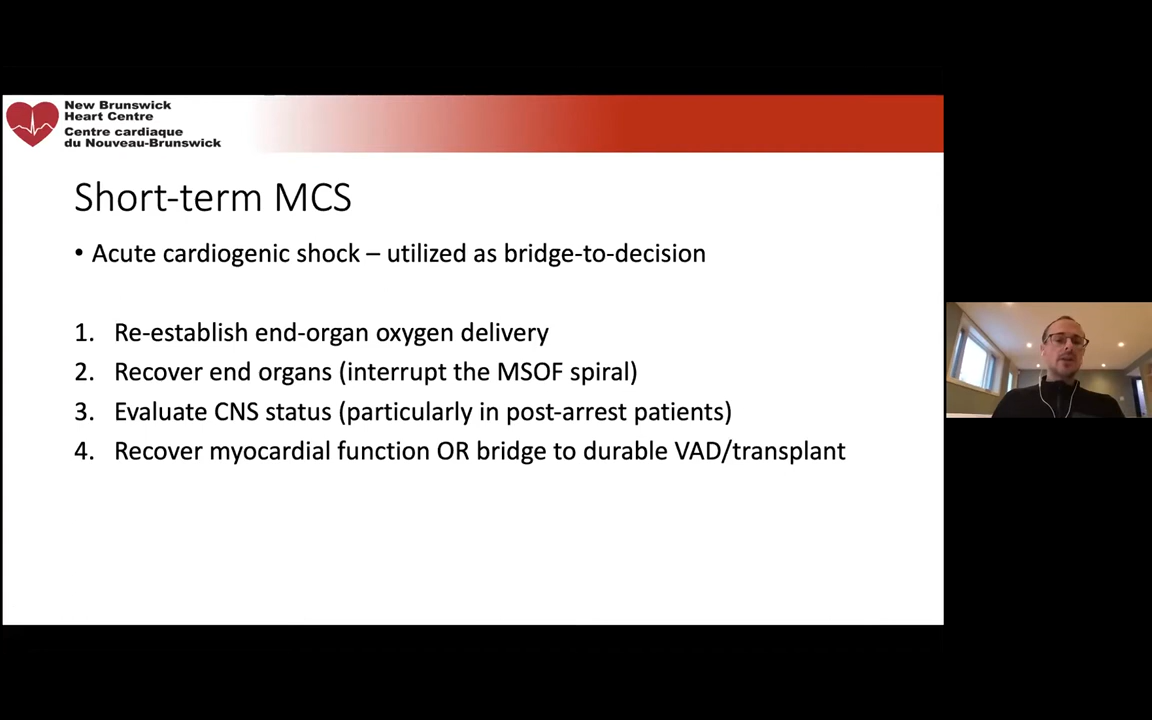 New Brunswick
Heart Centre
Centre cardiaque
du Nouveau-Brunswick
Short-term MCS
• Acute cardiogenic shock – utilized as bridge-to-decision
1. Re-establish end-organ oxygen delivery
2. Recover end organs (interrupt the MSOF spiral)
3. Evaluate CNS status (particularly in post-arrest patients)
4. Recover myocardial function OR bridge to durable VAD/transplant